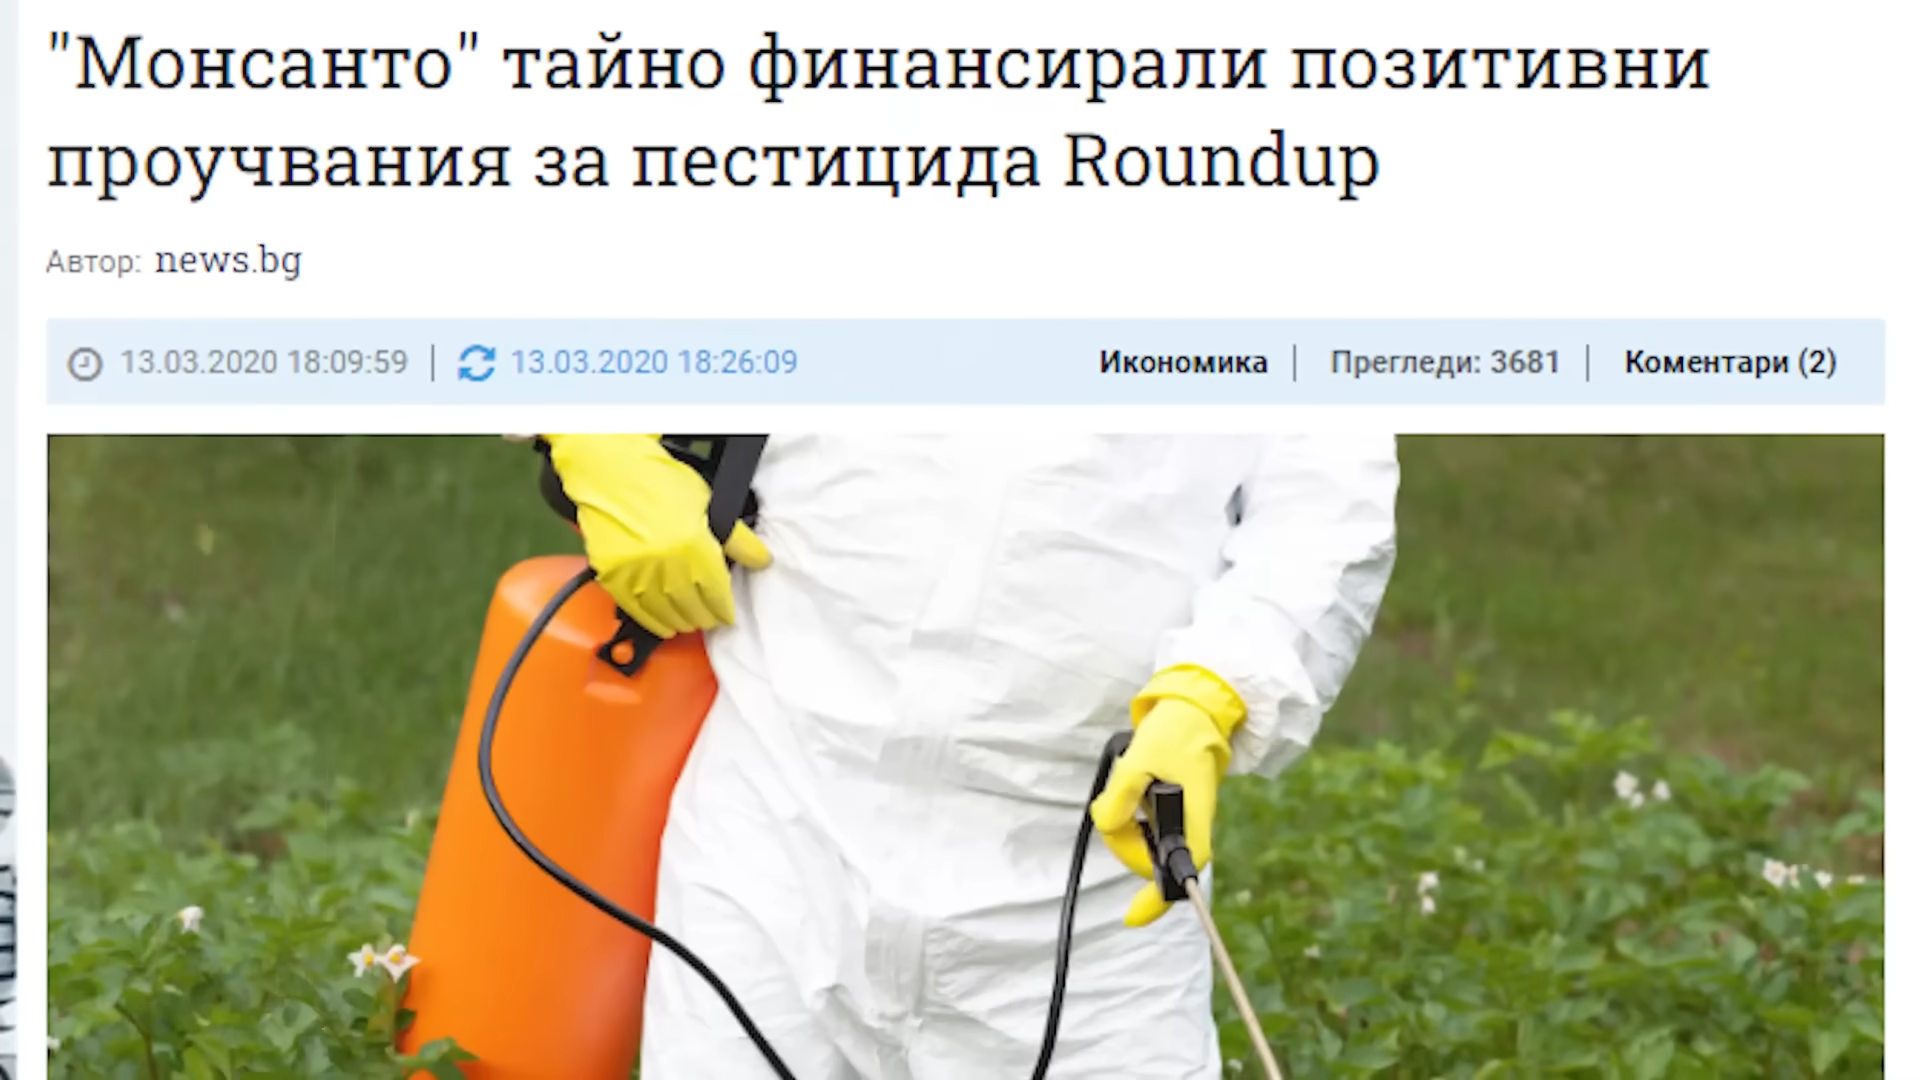 "Монсанто" тайно финансирали позитивни
проучвания за пестицида Roundup
Автор: news.bg
13.03.2020 18:09:59 | 13.03.2020 18:26:09 Икономика | Прегледи: 3681 | Коментари (2)